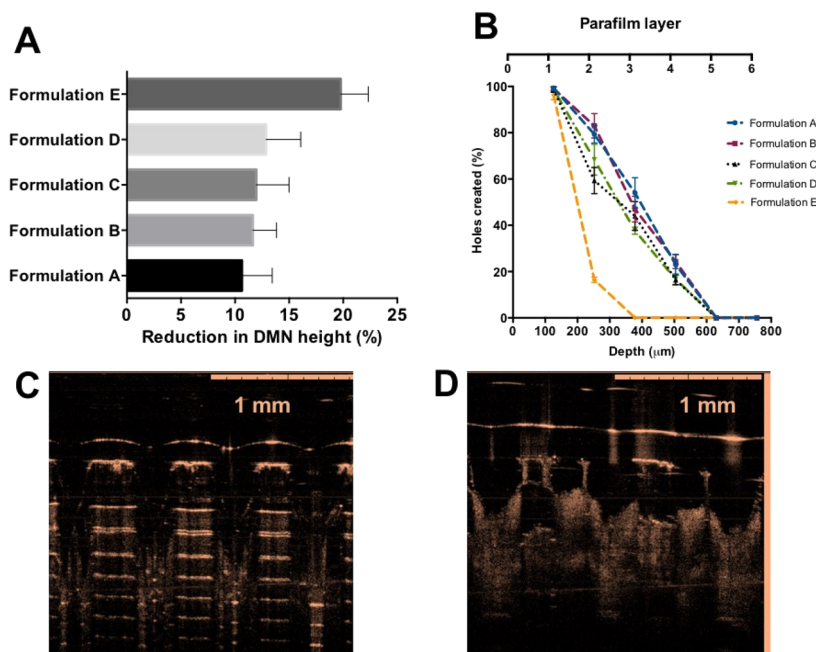 A
Formulation E
Formulation D
Formulation C
Formulation B
Formulation A
0 5 10 15 20 25
Reduction in DMN height (%)
B
Parafilm layer
0 1 2 3 4 5 6
Holes created (%)
100
80
60
40
20
0
0 100 200 300 400 500 600 700 800
Depth (μm)
Formulation A
Formulation B
Formulation C
Formulation D
Formulation E
C
1 mm
D
1 mm